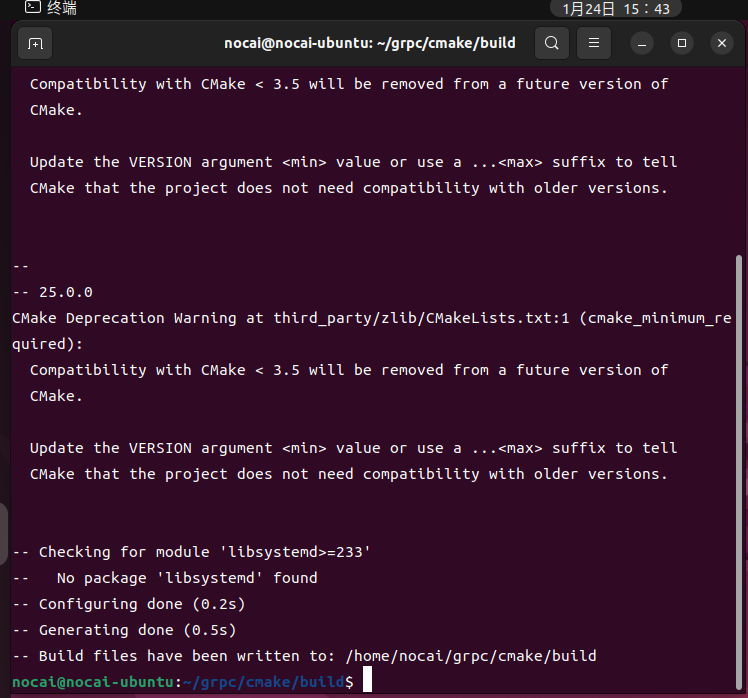 终端
1月24日 15：43
nocai@nocai-ubuntu: ~/grpc/cmake/build
Compatibility with CMake < 3.5 will be removed from a future version of
CMake.
Update the VERSION argument <min> value or use a ...<max> suffix to tell
CMake that the project does not need compatibility with older versions.
--
-- 25.0.0
CMake Deprecation Warning at third_party/zlib/CMakeLists.txt:1 (cmake_minimum_re
quired):
Compatibility with CMake < 3.5 will be removed from a future version of
CMake.
Update the VERSION argument <min> value or use a ...<max> suffix to tell
CMake that the project does not need compatibility with older versions.
-- Checking for module 'libsystemd>=233'
--   No package 'libsystemd' found
-- Configuring done (0.2s)
-- Generating done (0.5s)
-- Build files have been written to: /home/nocai/grpc/cmake/build
nocai@nocai-ubuntu:~/grpc/cmake/build$